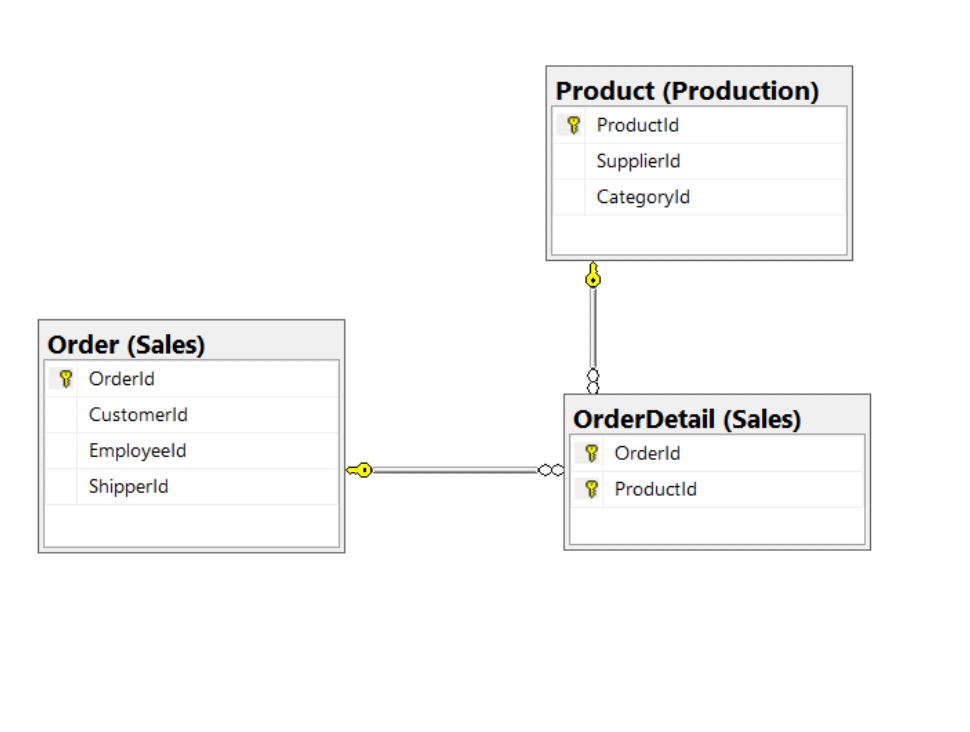 Product (Production)
ProductId
SupplierId
CategoryId
Order (Sales)
OrderId
CustomerId
EmployeeId
ShipperId
OrderDetail (Sales)
OrderId
ProductId